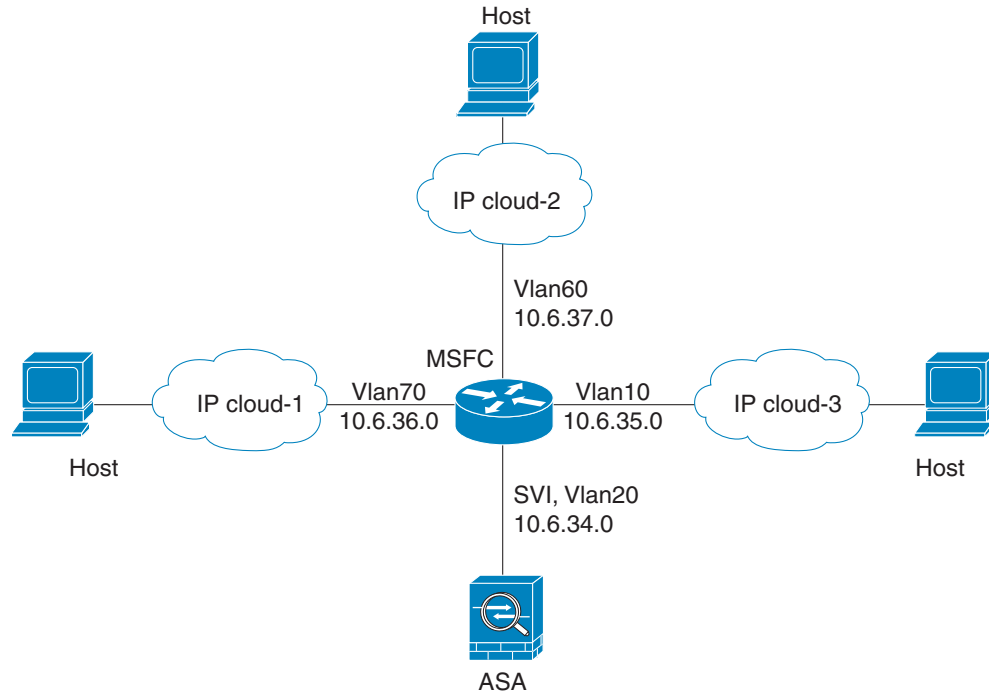 Host
IP cloud-2
Vlan60
10.6.37.0
MSFC
IP cloud-1
Vlan70
10.6.36.0
Vlan10
10.6.35.0
IP cloud-3
Host
Host
SVI, Vlan20
10.6.34.0
ASA